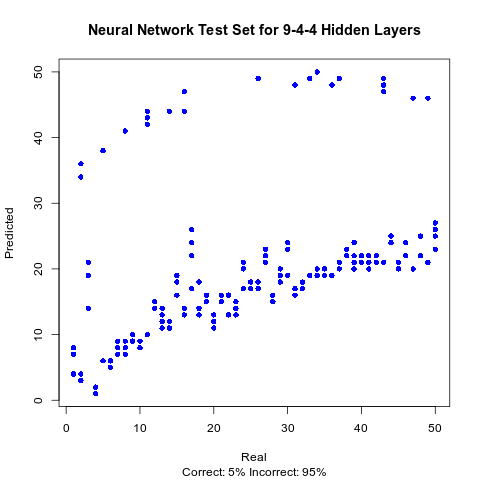 Neural Network Test Set for 9-4-4 Hidden Layers
Predicted
50
40
30
20
10
0
0 10 20 30 40 50
Real
Correct: 5% Incorrect: 95%